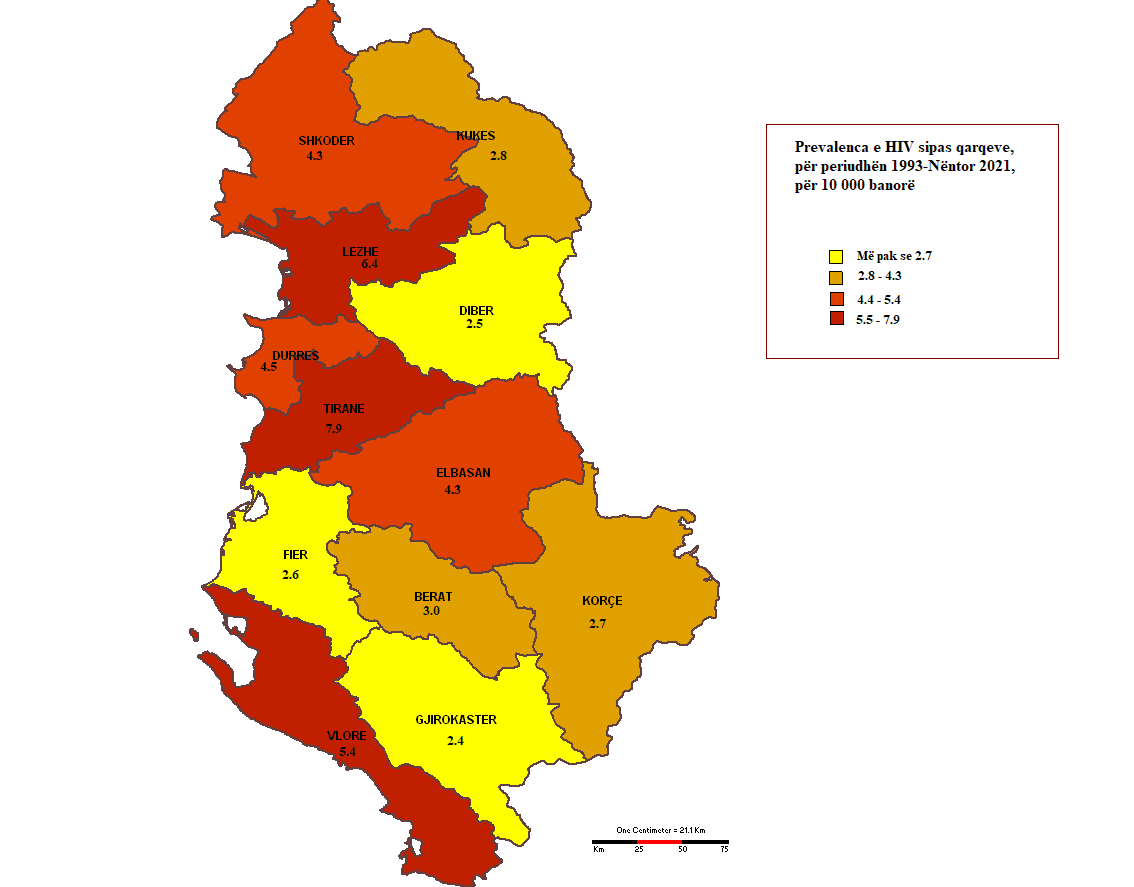 Prevalenca e HIV sipas qarqeve,
për periudhën 1993-Nëntor 2021,
për 10 000 banorë
Më pak se 2.7
2.8 - 4.3
4.4 - 5.4
5.5 - 7.9
SHKODER
4.3
KUKES
2.8
LEZHE
6.4
DIBER
2.5
DURRES
4.5
TIRANE
7.9
ELBASAN
4.3
FIER
2.6
BERAT
3.0
KORÇE
2.7
GJIROKASTER
2.4
VLORE
5.4
One Centimeter = 21.1 Km
Km 25 50 75